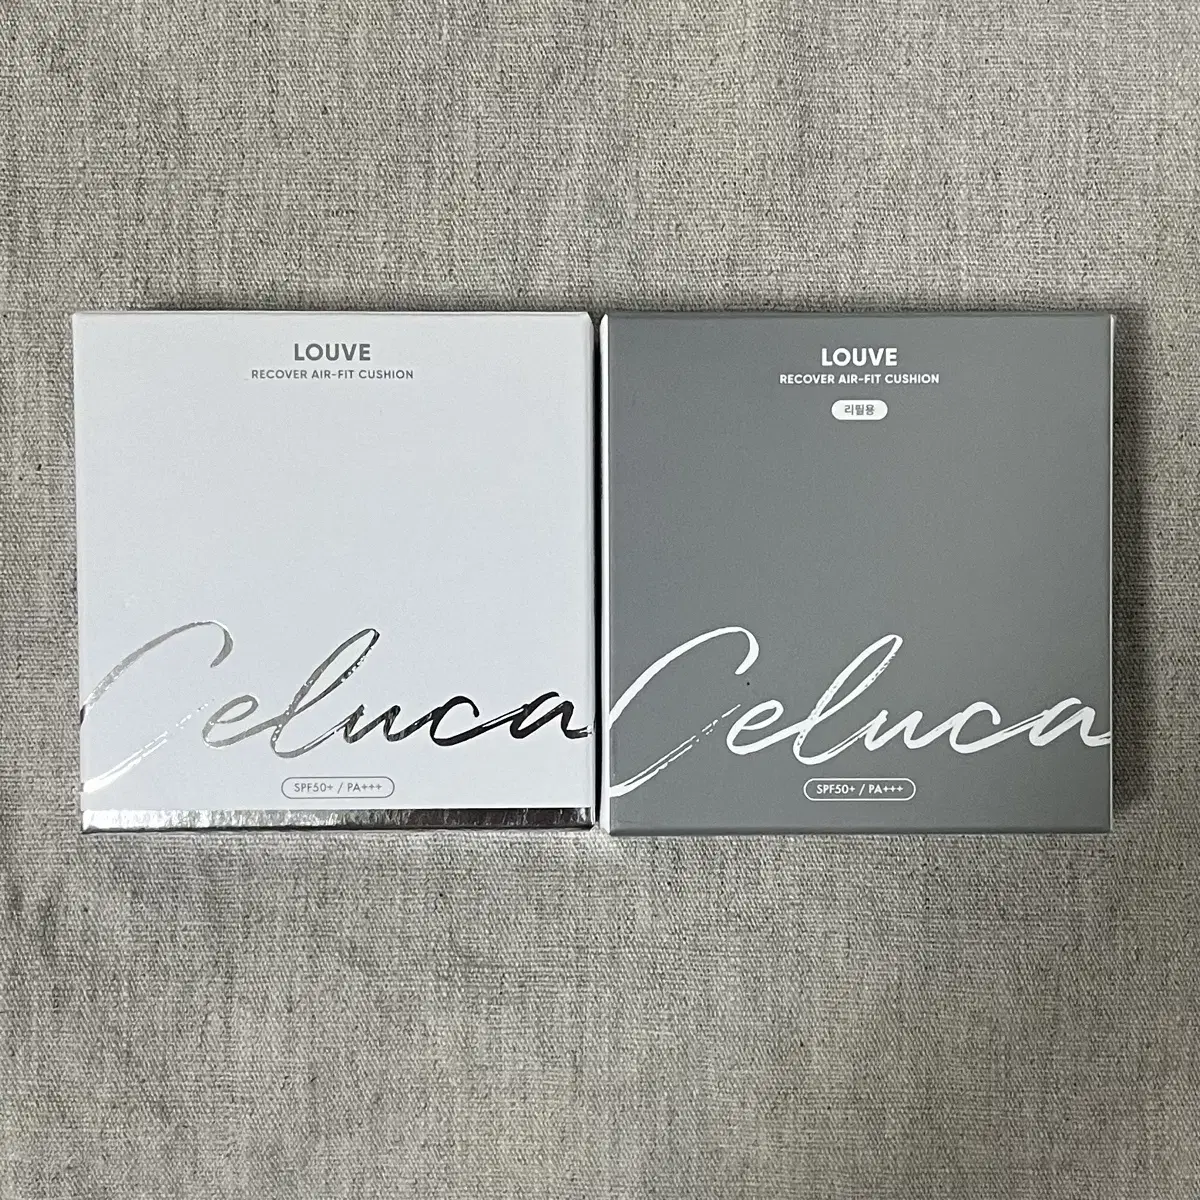 LOUVE
RECOVER AIR-FIT CUSHION
Celuca
SPF50+ / PA+++
LOUVE
RECOVER AIR-FIT CUSHION
리필용
Celuca
SPF50+ / PA+++